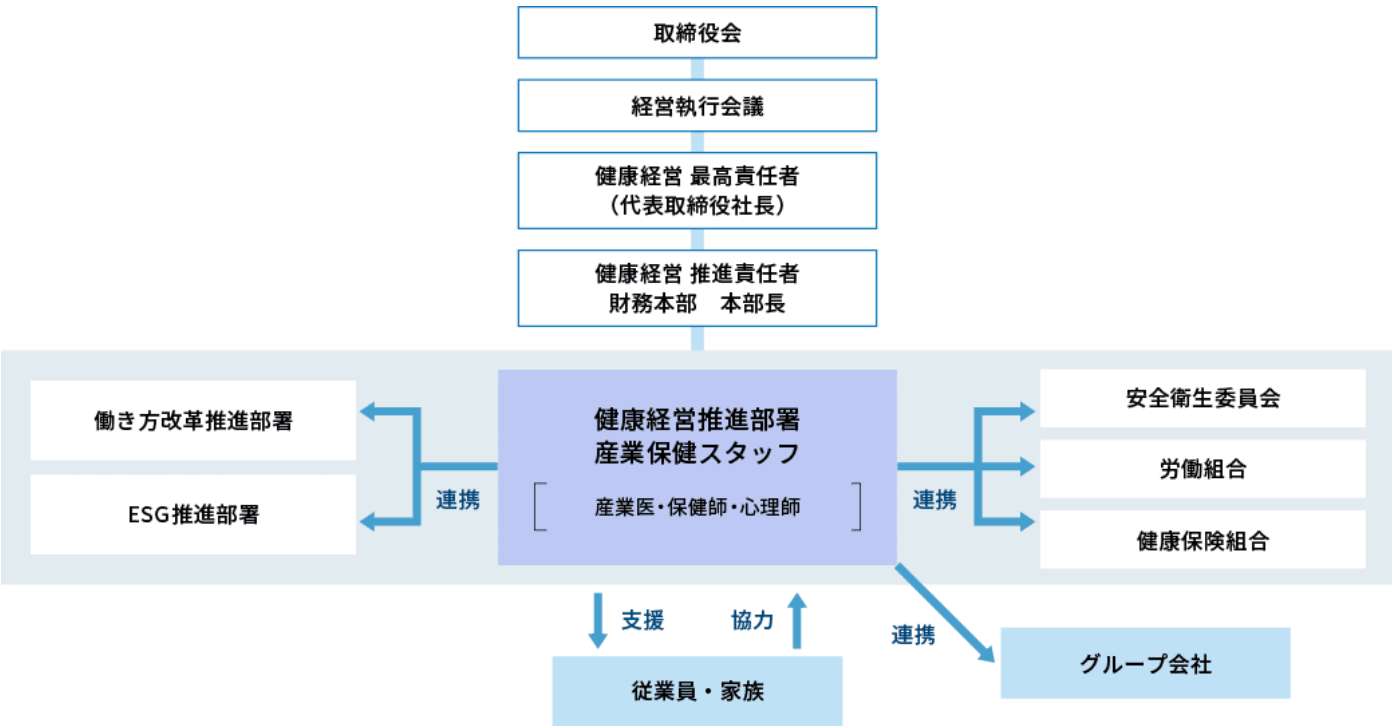 取締役会
経営執行会議
健康経営 最高責任者
（代表取締役社長）
健康経営 推進責任者
財務本部　本部長
働き方改革推進部署
ESG推進部署
連携
健康経営推進部署
産業保健スタッフ
産業医・保健師・心理師
連携
安全衛生委員会
労働組合
健康保険組合
支援
協力
連携
従業員・家族
グループ会社